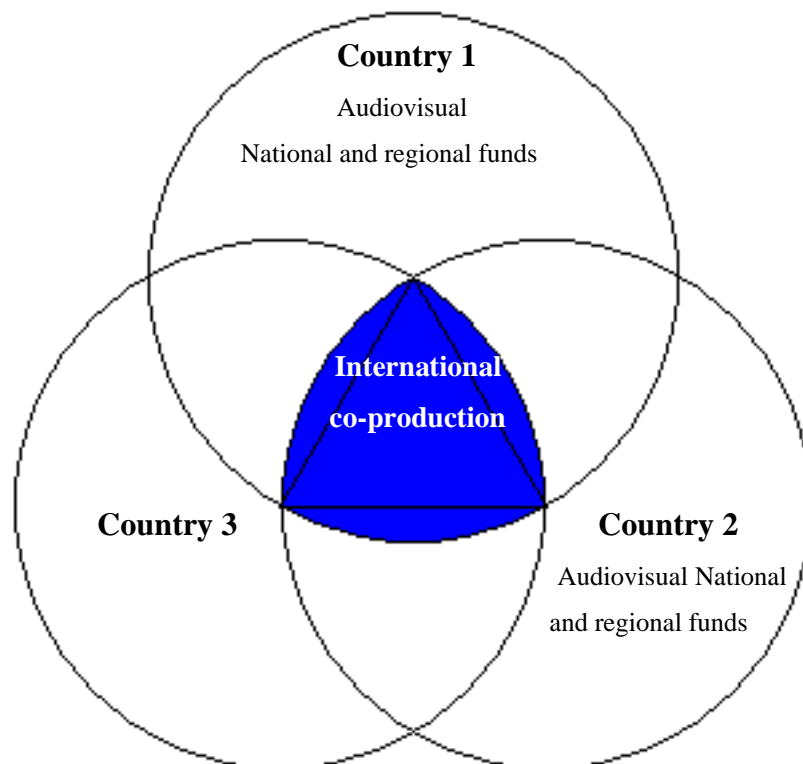 Country 1
Audiovisual
National and regional funds
International
co-production
Country 3
Country 2
Audiovisual National
and regional funds